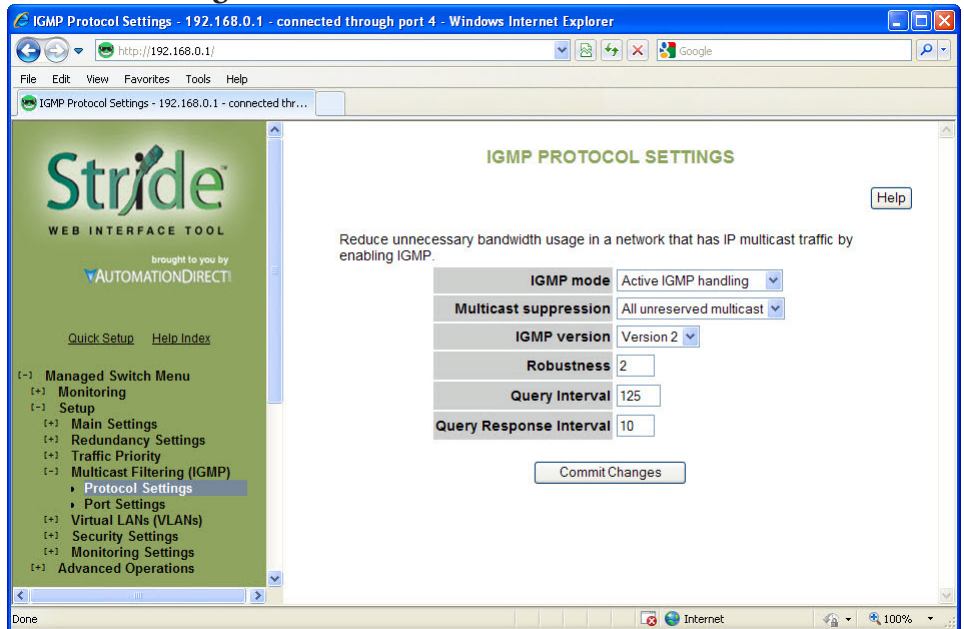 IGMP Protocol Settings - 192.168.0.1 - connected through port 4 - Windows Internet Explorer
http://192.168.0.1/
Google
File Edit View Favorites Tools Help
IGMP Protocol Settings - 192.168.0.1 - connected thr...
Stride
WEB INTERFACE TOOL
brought to you by
AUTOMATIONDIRECT
Quick Setup Help Index
[-] Managed Switch Menu
[+] Monitoring
[-] Setup
[+] Main Settings
[+] Redundancy Settings
[+] Traffic Priority
[-] Multicast Filtering (IGMP)
Protocol Settings
Port Settings
[+] Virtual LANs (VLANs)
[+] Security Settings
[+] Monitoring Settings
[+] Advanced Operations
IGMP PROTOCOL SETTINGS
Help
Reduce unnecessary bandwidth usage in a network that has IP multicast traffic by
enabling IGMP.
IGMP mode Active IGMP handling
Multicast suppression All unreserved multicast
IGMP version Version 2
Robustness 2
Query Interval 125
Query Response Interval 10
Commit Changes
Done Internet 100%